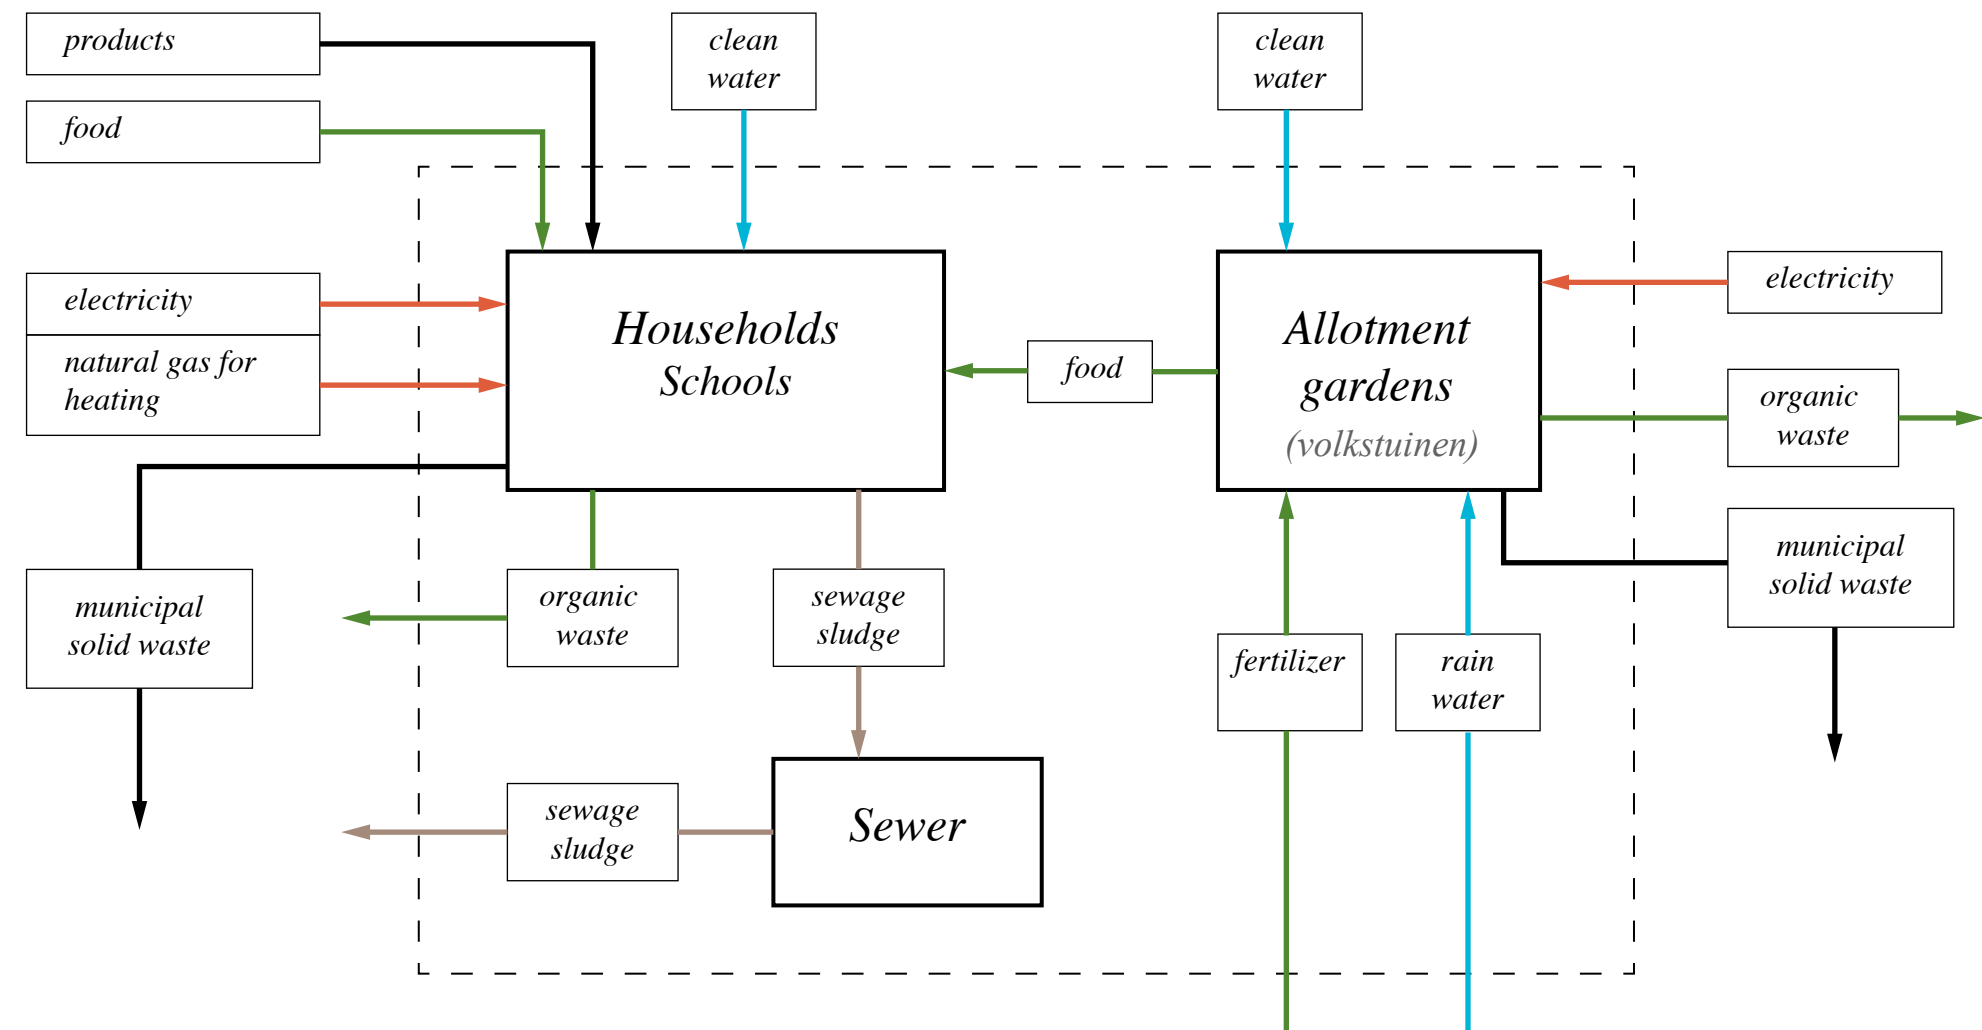 products
clean
water
clean
water
food
electricity
natural gas for
heating
Households
Schools
food
Allotment
gardens
(volkstuinen)
electricity
organic
waste
municipal
solid waste
municipal
solid waste
organic
waste
sewage
sludge
fertilizer
rain
water
sewage
sludge
Sewer